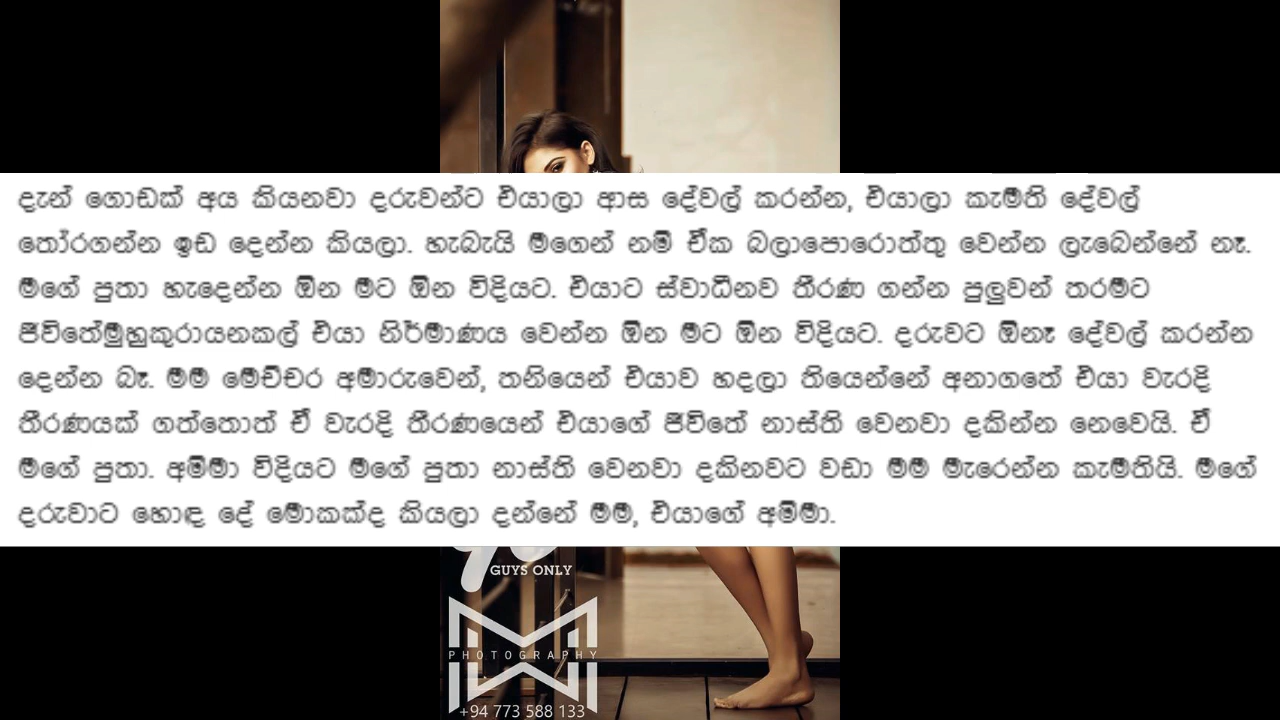 දැන් ගොඩක් අය කියනවා දරුවන්ට එයාලා ආස දේවල් කරන්න, එයාලා කැමති දේවල්
තෝරගන්න ඉඩ දෙන්න කියලා. හැබැයි මගෙන් නම් ඒක බලාපොරොත්තු වෙන්න ලැබෙන්නේ නෑ.
මගේ පුතා හැදෙන්න ඕන මට ඕන විදියට. එයාට ස්වාධීනව තීරණ ගන්න පුලුවන් තරමට
ජීවිතේමුහුකුරායනකල් එයා නිර්මාණය වෙන්න ඕන මට ඕන විදියට. දරුවට ඕනෑ දේවල් කරන්න
දෙන්න බෑ. මම මෙච්චර අමාරුවෙන්, තනියෙන් එයාව හදලා තියෙන්නේ අනාගතේ එයා වැරදි
තීරණයක් ගත්තොත් ඒ වැරදි තීරණයෙන් එයාගේ ජීවිතේ නාස්ති වෙනවා දකින්න නෙවෙයි. ඒ
මගේ පුතා. අම්මා විදියට මගේ පුතා නාස්ති වෙනවා දකිනවට වඩා මම මැරෙන්න කැමතියි. මගේ
දරුවාට හොඳ දේ මොකක්ද කියලා දන්නේ මම, එයාගේ අම්මා.
GUYS ONLY
PHOTOGRAPHY
+94 773 588 133